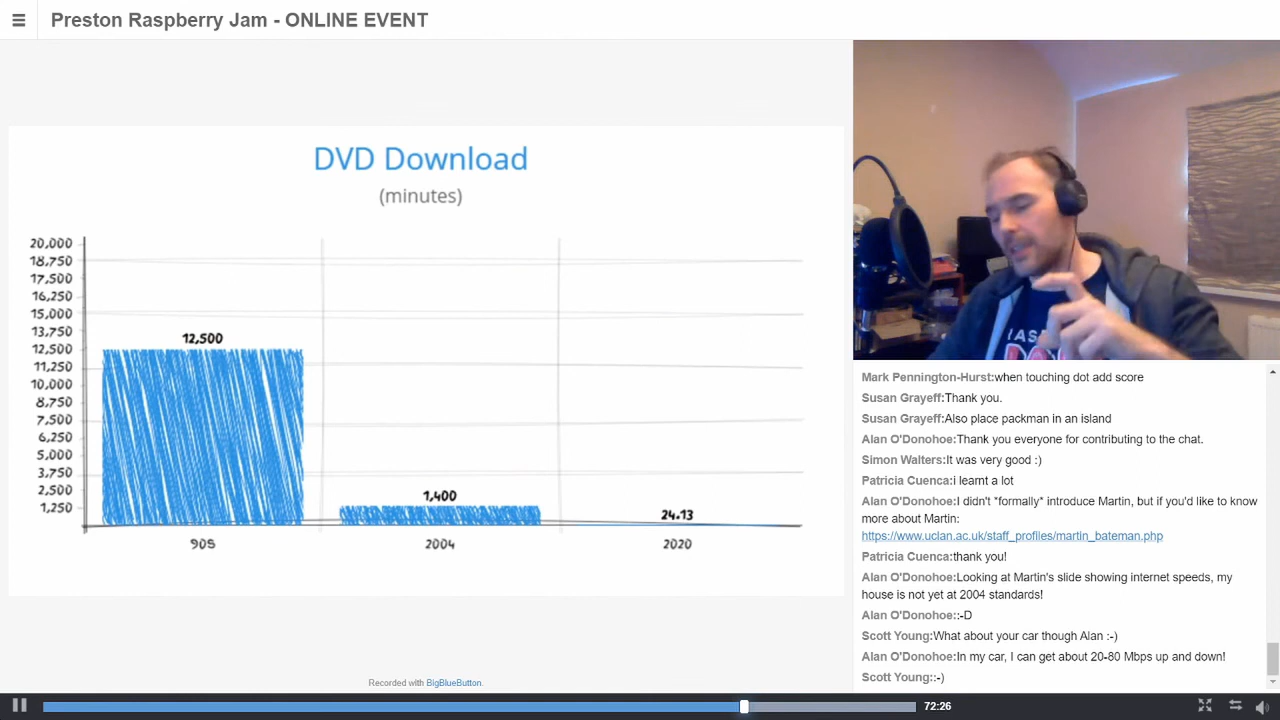 Preston Raspberry Jam - ONLINE EVENT
DVD Download
(minutes)
20,000
18,750
17,500
16,250
15,000
13,750
12,500
11,250
10,000
8,750
7,500
6,250
5,000
3,750
2,500
1,250
12,500
1,400
24.13
90S
2004
2020
Recorded with BigBlueButton.
Mark Pennington-Hurst:when touching dot add score
Susan Grayeff:Thank you.
Susan Grayeff:Also place packman in an island
Alan O'Donohoe:Thank you everyone for contributing to the chat.
Simon Walters:It was very good :)
Patricia Cuenca:i learnt a lot
Alan O'Donohoe:I didn't *formally* introduce Martin, but if you'd like to know
more about Martin:
https://www.uclan.ac.uk/staff_profiles/martin_bateman.php
Patricia Cuenca:thank you!
Alan O'Donohoe:Looking at Martin's slide showing internet speeds, my
house is not yet at 2004 standards!
Alan O'Donohoe::-D
Scott Young:What about your car though Alan :-)
Alan O'Donohoe:In my car, I can get about 20-80 Mbps up and down!
Scott Young::-)
72:26